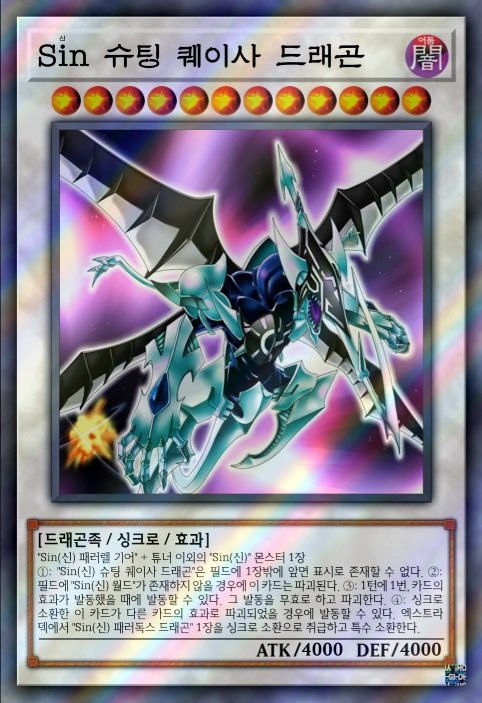 신
Sin 슈팅 퀘이사 드래곤
어둠
闇
[드래곤족 / 싱크로 / 효과]
"Sin(신) 패러렐 기어" + 튜너 이외의 "Sin(신)" 몬스터 1장
①: "Sin(신) 슈팅 퀘이사 드래곤"은 필드에 1장밖에 앞면 표시로 존재할 수 없다. ②:
필드에 "Sin(신) 월드"가 존재하지 않을 경우에 이 카드는 파괴된다. ③: 1턴에 1번, 카드의
효과가 발동했을 때에 발동할 수 있다. 그 발동을 무효로 하고 파괴한다. ④: 싱크로
소환한 이 카드가 다른 카드의 효과로 파괴되었을 경우에 발동할 수 있다. 엑스트라
덱에서 "Sin(신) 패러독스 드래곤" 1장을 싱크로 소환으로 취급하고 특수 소환한다.
ATK/4000 DEF/4000